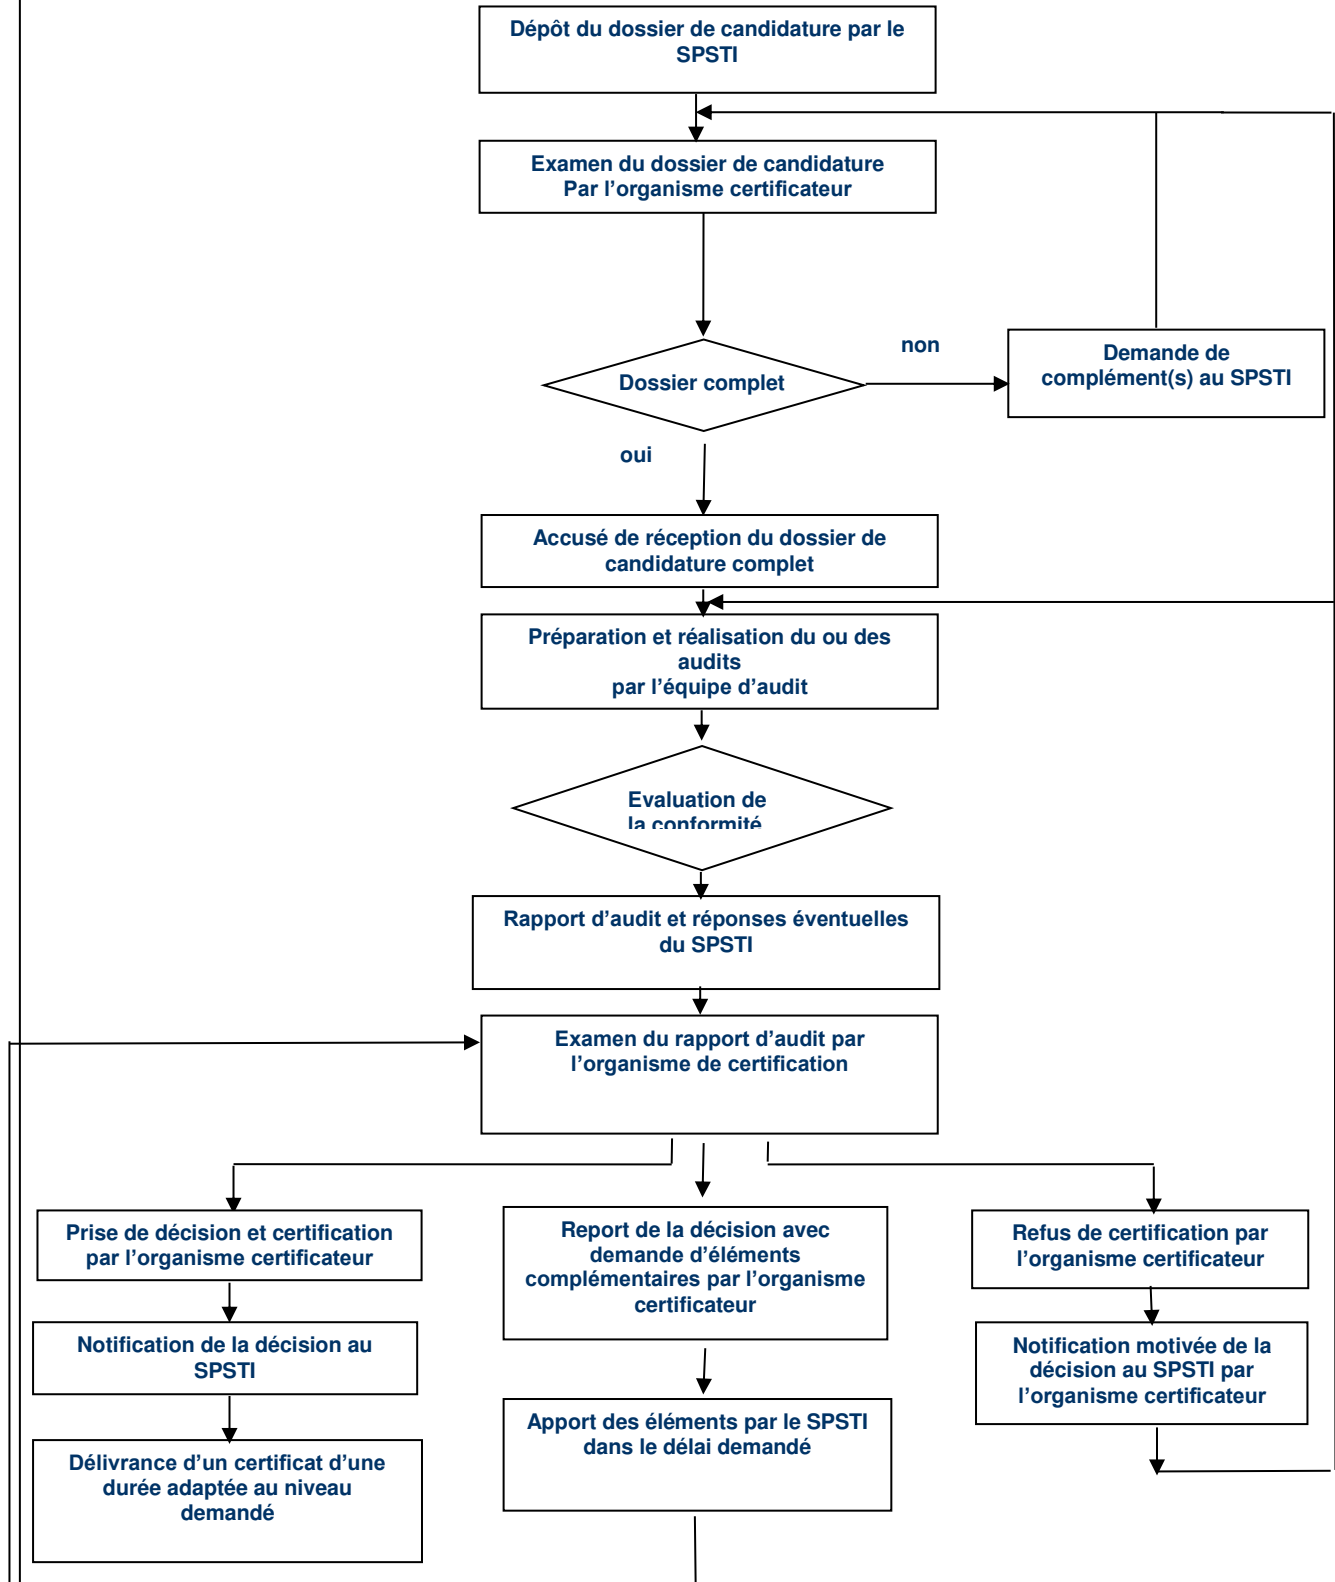 Dépôt du dossier de candidature par le
SPSTI
Examen du dossier de candidature
Par l'organisme certificateur
non
Demande de
complément(s) au SPSTI
Dossier complet
oui
Accusé de réception du dossier de
candidature complet
Préparation et réalisation du ou des
audits
par l'équipe d'audit
Evaluation de
la conformité
Rapport d'audit et réponses éventuelles
du SPSTI
Examen du rapport d'audit par
l'organisme de certification
Prise de décision et certification
par l'organisme certificateur
Report de la décision avec
demande d'éléments
complémentaires par l'organisme
certificateur
Refus de certification par
l'organisme certificateur
Notification de la décision au
SPSTI
Notification motivée de la
décision au SPSTI par
l'organisme certificateur
Apport des éléments par le SPSTI
dans le délai demandé
Délivrance d'un certificat d'une
durée adaptée au niveau
demandé